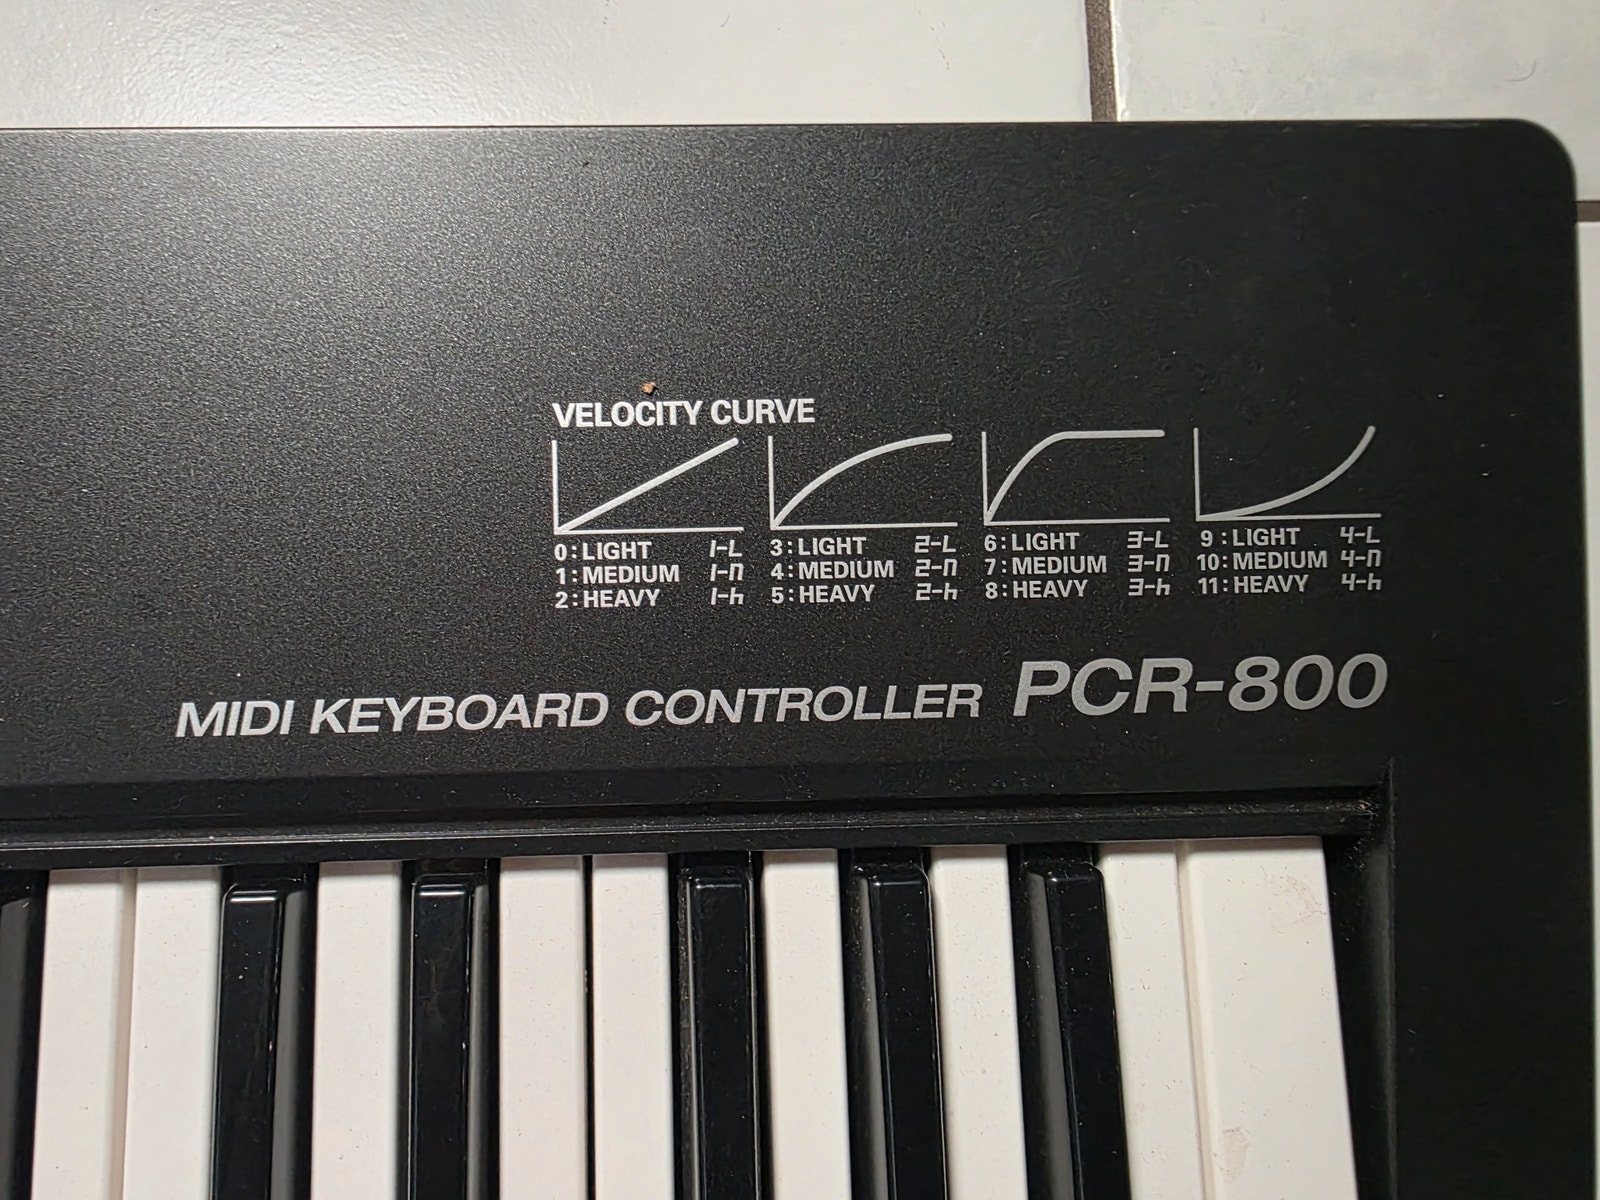 VELOCITY CURVE
0: LIGHT 1-L 3: LIGHT 2-L 6: LIGHT 3-L 9: LIGHT 4-L
1: MEDIUM 1-n 4: MEDIUM 2-n 7: MEDIUM 3-n 10: MEDIUM 4-n
2: HEAVY 1-h 5: HEAVY 2-h 8: HEAVY 3-h 11: HEAVY 4-h
MIDI KEYBOARD CONTROLLER PCR-800